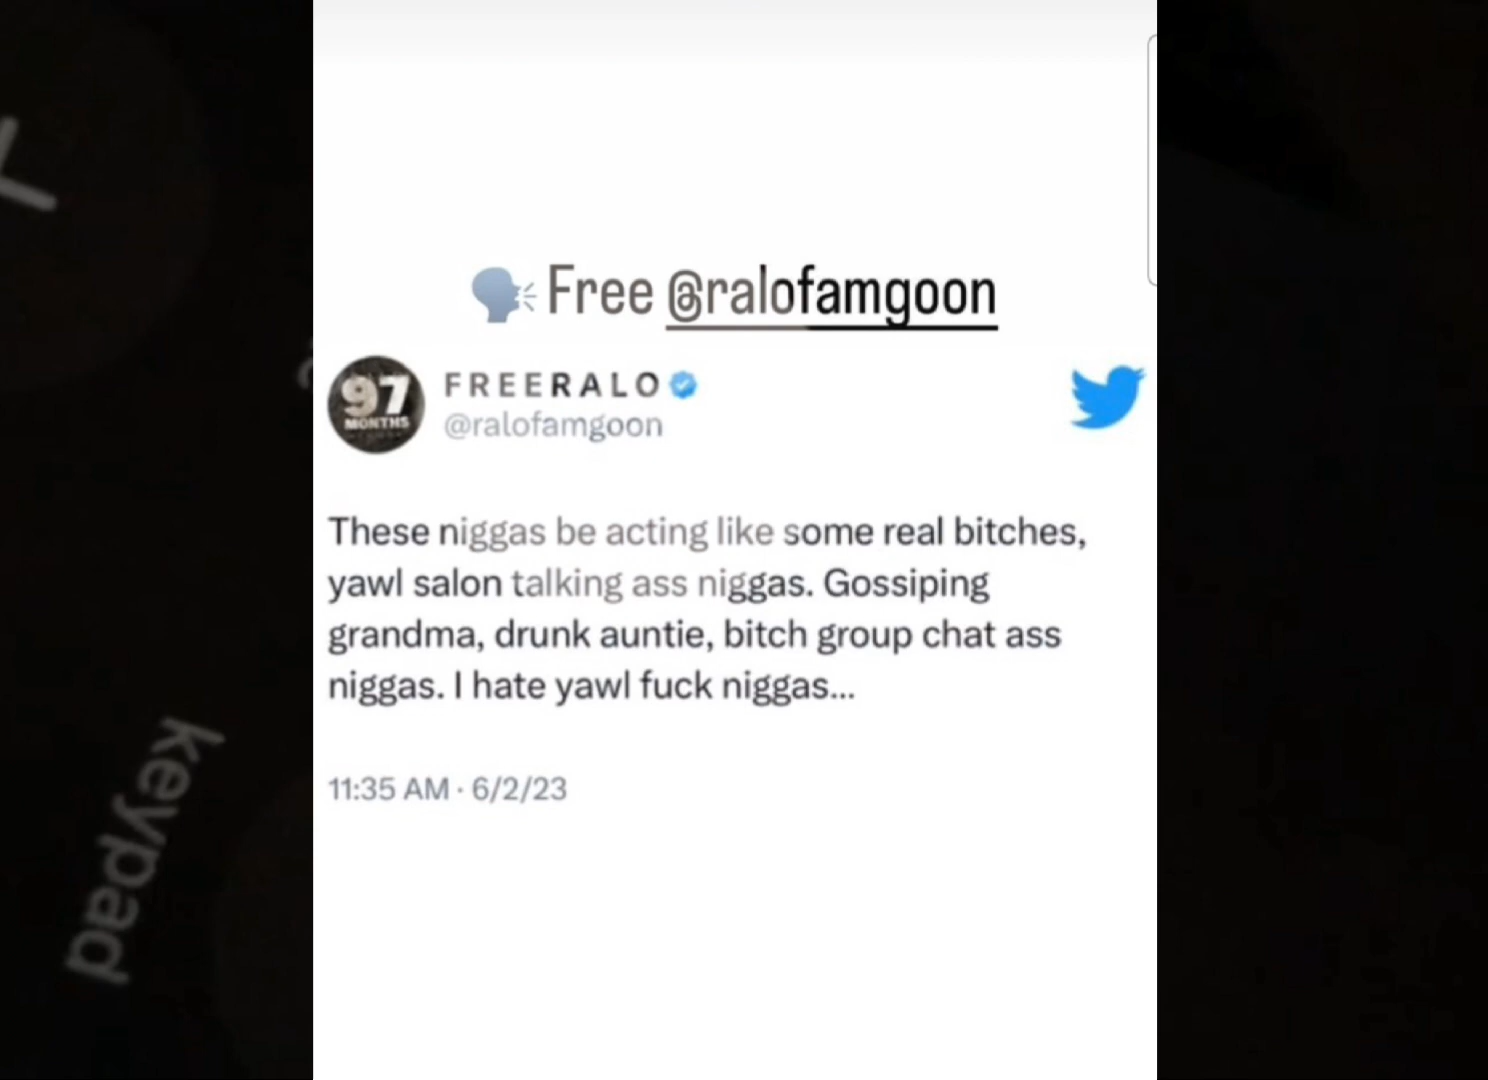 Free @ralofamgoon
97
MONTHS
FREERALO
@ralofamgoon
These niggas be acting like some real bitches,
yawl salon talking ass niggas. Gossiping
grandma, drunk auntie, bitch group chat ass
niggas. I hate yawl fuck niggas...
11:35 AM · 6/2/23
keypad